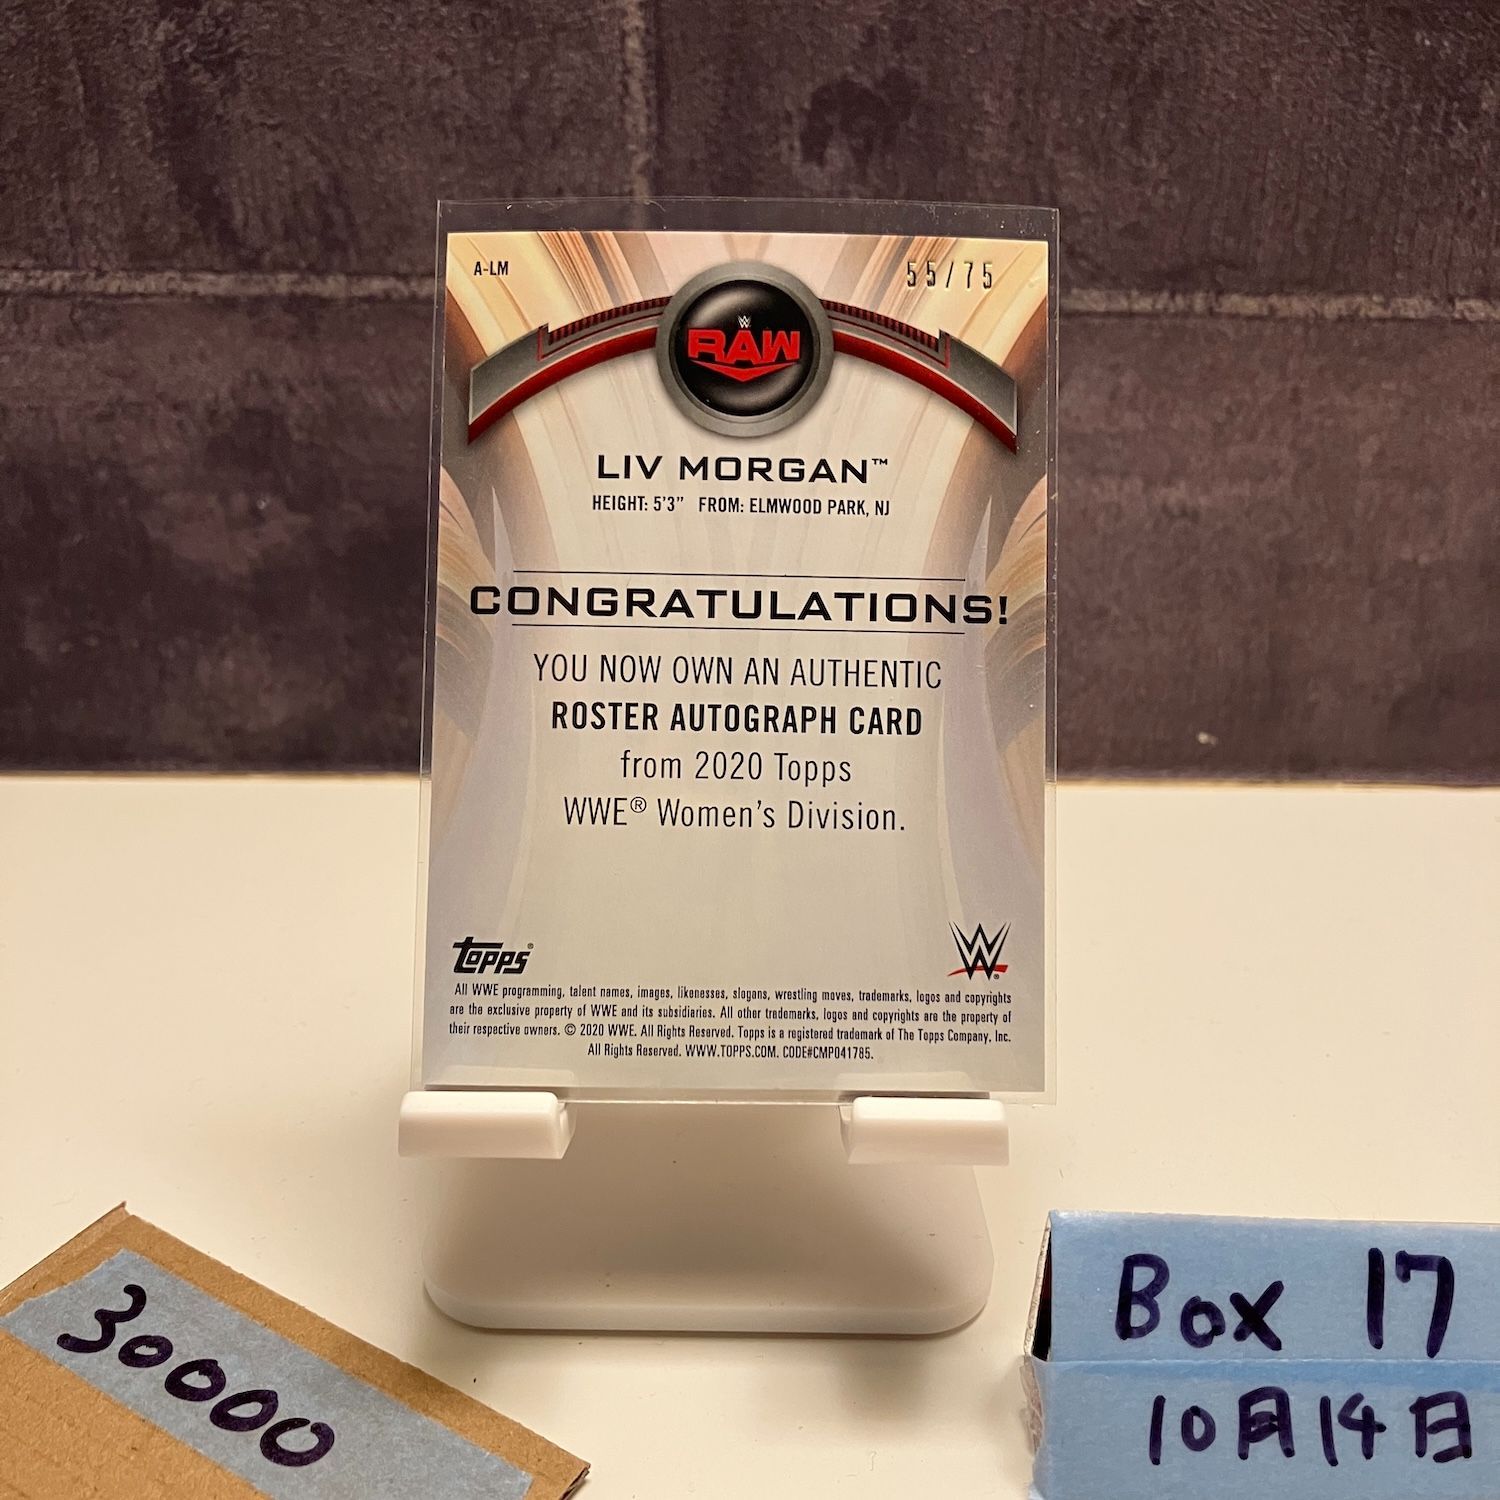 A-LM
55/75
W
RAW
LIV MORGAN™
HEIGHT: 5'3" FROM: ELMWOOD PARK, NJ
CONGRATULATIONS!
YOU NOW OWN AN AUTHENTIC
ROSTER AUTOGRAPH CARD
from 2020 Topps
WWE® Women's Division.
Topps®
W®
All WWE programming, talent names, images, likenesses, slogans, wrestling moves, trademarks, logos and copyrights
are the exclusive property of WWE and its subsidiaries. All other trademarks, logos and copyrights are the property of
their respective owners. © 2020 WWE. All Rights Reserved. Topps is a registered trademark of The Topps Company, Inc.
All Rights Reserved. WWW.TOPPS.COM. CODE#CMP041785.
30000
Box 17
10月14日